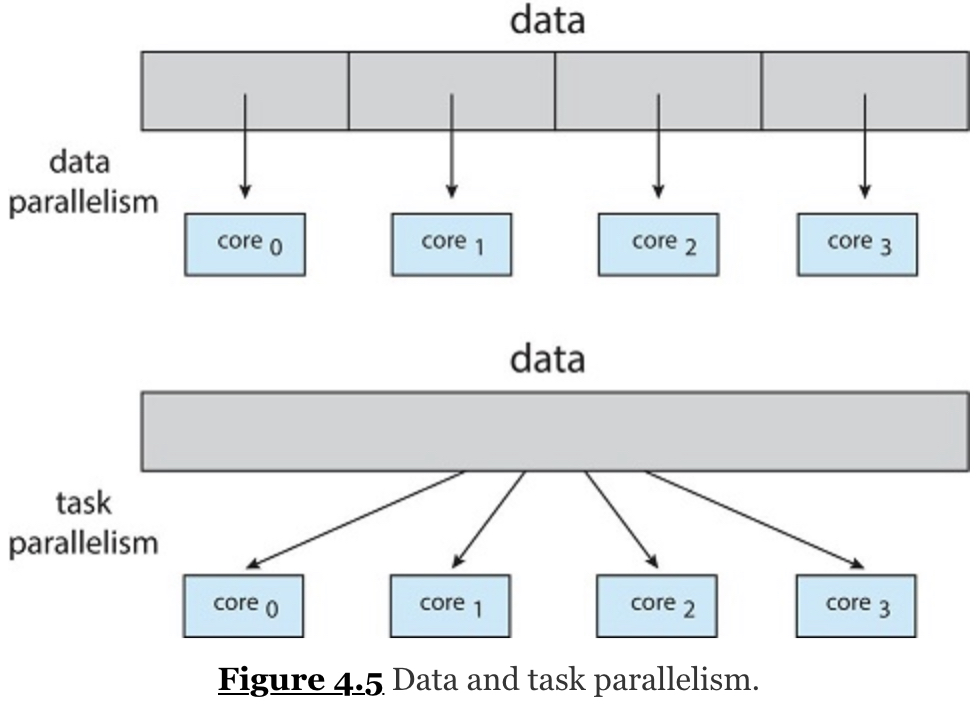 data
data
parallelism
core 0
core 1
core 2
core 3
data
task
parallelism
core 0
core 1
core 2
core 3
Figure 4.5 Data and task parallelism.